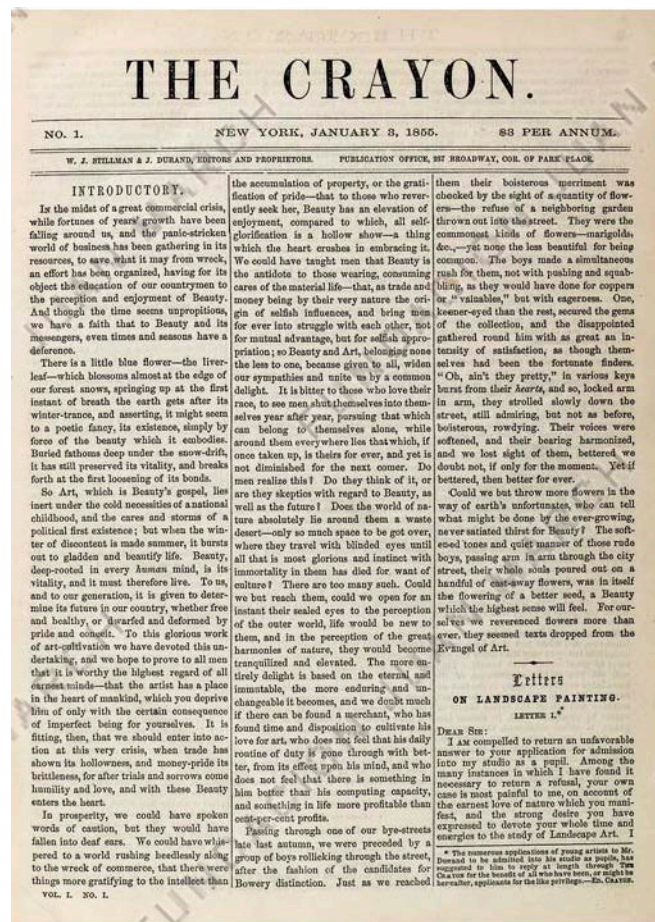 THE CRAYON.
NO. 1.
NEW YORK, JANUARY 3, 1855.
$3 PER ANNUM.
W. J. STILLMAN & J. DURAND, EDITORS AND PROPRIETORS.
PUBLICATION OFFICE, 237 BROADWAY, COR. OF PARK PLACE.
INTRODUCTORY.
In the midst of a great commercial crisis,
while fortunes of years' growth have been
falling around us, and the panic-stricken
world of business has been gathering in its
resources, to save what it may from wreck,
an effort has been organized, having for its
object the education of our countrymen to
the perception and enjoyment of Beauty.
And though the time seems unpropitious,
we have a faith that to Beauty and its
messengers, even times and seasons have a
deference.
There is a little blue flower—the liver-
leaf—which blossoms almost at the edge of
our forest snows, springing up at the first
instant of breath the earth gets after its
winter-trance, and asserting, it might seem
to a poetic fancy, its existence, simply by
force of the beauty which it embodies.
Buried fathoms deep under the snow-drift,
it has still preserved its vitality, and breaks
forth at the first loosening of its bonds.
So Art, which is Beauty's gospel, lies
inert under the cold necessities of a national
childhood, and the cares and storms of a
political first existence; but when the win-
ter of discontent is made summer, it bursts
out to gladden and beautify life. Beauty,
deep-rooted in every human mind, is its
vitality, and it must therefore live. To us,
and to our generation, it is given to deter-
mine its future in our country, whether free
and healthy, or dwarfed and deformed by
pride and conceit. To this glorious work
of art-cultivation we have devoted this un-
dertaking, and we hope to prove to all men
that it is worthy the highest regard of all
earnest minds—that the artist has a place
in the heart of mankind, which you deprive
him of only with the certain consequence
of imperfect being for yourselves. It is
fitting, then, that we should enter into ac-
tion at this very crisis, when trade has
shown its hollowness, and money-pride its
brittleness, for after trials and sorrows come
humility and love, and with these Beauty
enters the heart.
In prosperity, we could have spoken
words of caution, but they would have
fallen into deaf ears. We could have whis-
pered to a world rushing heedlessly along
to the wreck of commerce, that there were
things more gratifying to the intellect than
VOL. I. NO. I.
the accumulation of property, or the grati-
fication of pride—that to those who rever-
ently seek her, Beauty has an elevation of
enjoyment, compared to which, all self-
glorification is a hollow show—a thing
which the heart crushes in embracing it.
We could have taught men that Beauty is
the antidote to those wearing, consuming
cares of the material life—that, as trade and
money being by their very nature the ori-
gin of selfish influences, and bring men
for ever into struggle with each other, not
for mutual advantage, but for selfish appro-
priation; so Beauty and Art, belonging none
the less to one, because given to all, widen
our sympathies and unite us by a common
delight. It is bitter to those who love their
race, to see men shut themselves into them-
selves year after year, pursuing that which
can belong to themselves alone, while
around them everywhere lies that which, if
once taken up, is theirs for ever, and yet is
not diminished for the next comer. Do
men realize this? Do they think of it, or
are they skeptics with regard to Beauty, as
well as the future? Does the world of na-
ture absolutely lie around them a waste
desert—only so much space to be got over,
where they travel with blinded eyes until
all that is most glorious and instinct with
immortality in them has died for want of
culture? There are too many such. Could
we but reach them, could we open for an
instant their sealed eyes to the perception
of the outer world, life would be new to
them, and in the perception of the great
harmonies of nature, they would become
tranquilized and elevated. The more en-
tirely delight is based on the eternal and
immutable, the more enduring and un-
changeable it becomes, and we doubt much
if there can be found a merchant, who has
found time and disposition to cultivate his
love for art, who does not feel that his daily
routine of duty is gone through with bet-
ter, from its effect upon his mind, and who
does not feel that there is something in
him better than his computing capacity,
and something in life more profitable than
cent-per-cent profits.
Passing through one of our bye-streets
late last autumn, we were preceded by a
group of boys rollicking through the street,
after the fashion of the candidates for
Bowery distinction. Just as we reached
them their boisterous merriment was
checked by the sight of a quantity of flow-
ers—the refuse of a neighboring garden
thrown out into the street. They were the
commonest kinds of flowers—marigolds,
&c.,—yet none the less beautiful for being
common. The boys made a simultaneous
rush for them, not with pushing and squab-
bling, as they would have done for coppers
or "valuables," but with eagerness. One,
keener-eyed than the rest, secured the gems
of the collection, and the disappointed
gathered round him with as great an in-
tensity of satisfaction, as though them-
selves had been the fortunate finders.
"Oh, ain't they pretty," in various keys
burst from their hearts, and so, locked arm
in arm, they strolled slowly down the
street, still admiring, but not as before,
boisterous, rowdying. Their voices were
softened, and their bearing harmonized,
and we lost sight of them, bettered we
doubt not, if only for the moment. Yet if
bettered, then better for ever.
Could we but throw more flowers in the
way of earth's unfortunates, who can tell
what might be done by the ever-growing,
never satiated thirst for Beauty? The soft-
ened tones and quiet manner of those rude
boys, passing arm in arm through the city
street, their whole souls poured out on a
handful of cast-away flowers, was in itself
the flowering of a better seed, a Beauty
which the highest sense will feel. For our-
selves we reverenced flowers more than
ever, they seemed texts dropped from the
Evangel of Art.
Letters
ON LANDSCAPE PAINTING.
LETTER I.*
DEAR SIR:
I AM compelled to return an unfavorable
answer to your application for admission
into my studio as a pupil. Among the
many instances in which I have found it
necessary to return a refusal, your own
case is most painful to me, on account of
the earnest love of nature which you mani-
fest, and the strong desire you have
expressed to devote your whole time and
energies to the study of Landscape Art. I
* The numerous applications of young artists to Mr.
Durand to be admitted into his studio as pupils, has
suggested to him to reply at length through THE
CRAYON for the benefit of all who have been, or might be
hereafter, applicants for the like privilege.—ED. CRAYON.